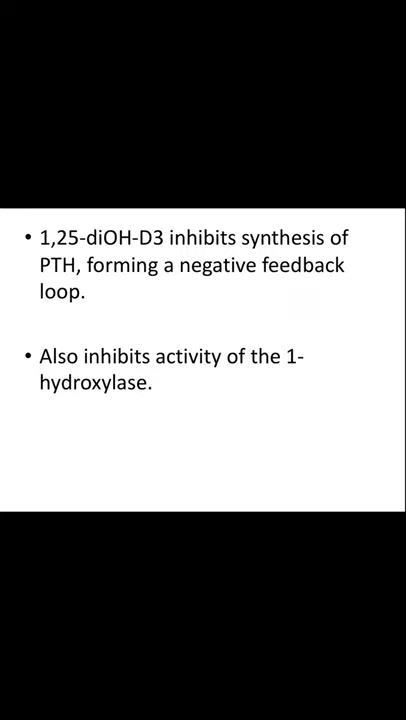 • 1,25-diOH-D3 inhibits synthesis of
PTH, forming a negative feedback
loop.
• Also inhibits activity of the 1-
hydroxylase.